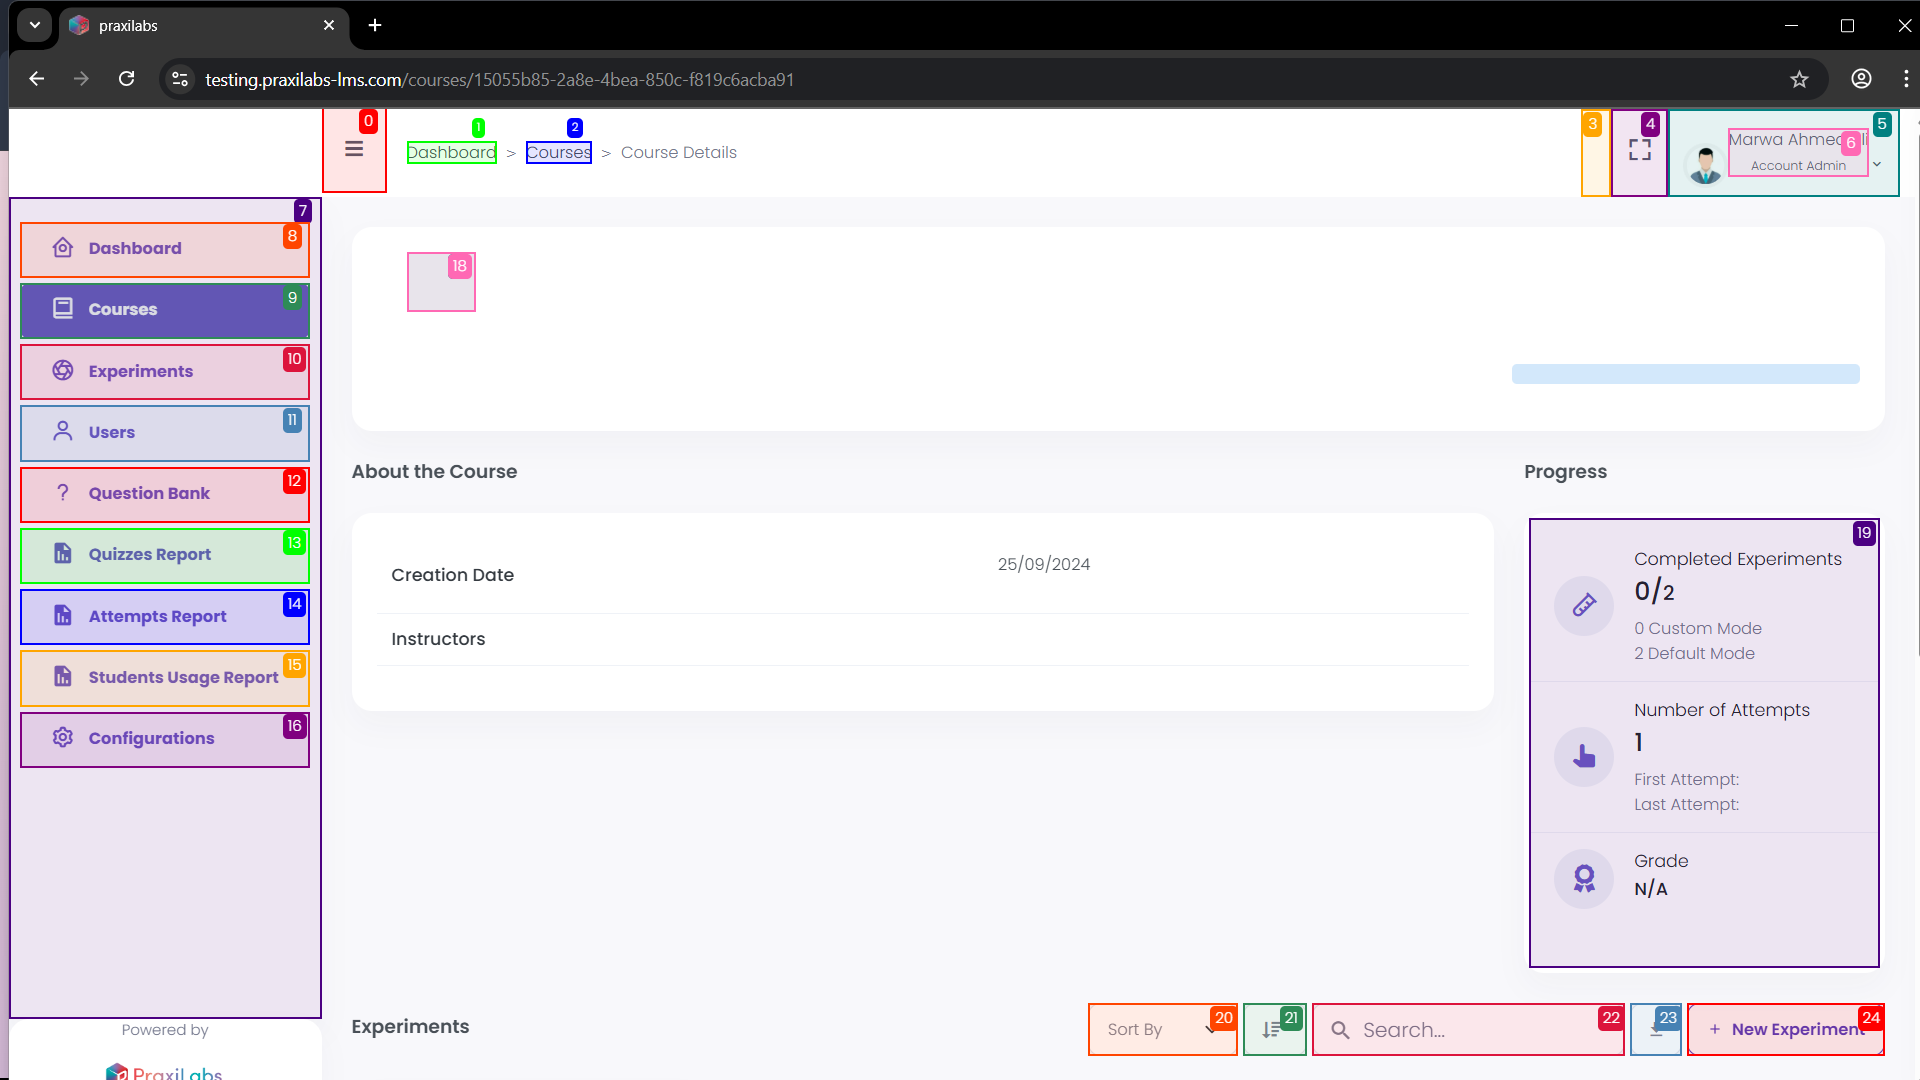 praxilabs
testing.praxilabs-lms.com/courses/15055b85-2a8e-4bea-850c-f819c6acba91
0
1
2
3
4
5
Dashboard > Courses > Course Details
Marwa
6
Account Admin
7
Dashboard 8
Courses 9
Experiments 10
Users 11
Question Bank 12
Quizzes Report 13
Attempts Report 14
Students Usage Report 15
Configurations 16
Powered by
PraxiLabs
18
About the Course
Creation Date 25/09/2024
Instructors
Progress
19
Completed Experiments
0/2
0 Custom Mode
2 Default Mode
Number of Attempts
1
First Attempt:
Last Attempt:
Grade
N/A
Experiments
Sort By 20
21
Search... 22
23
+ New Experiment 24